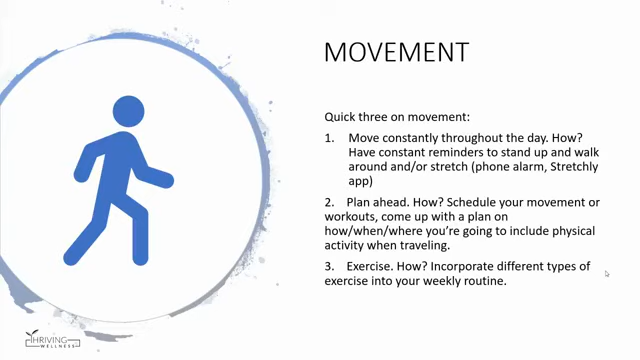 MOVEMENT
Quick three on movement:
1. Move constantly throughout the day. How?
Have constant reminders to stand up and walk
around and/or stretch (phone alarm, Stretchly
app)
2. Plan ahead. How? Schedule your movement or
workouts, come up with a plan on
how/when/where you're going to include physical
activity when traveling.
3. Exercise. How? Incorporate different types of
exercise into your weekly routine.
THRIVING
WELLNESS